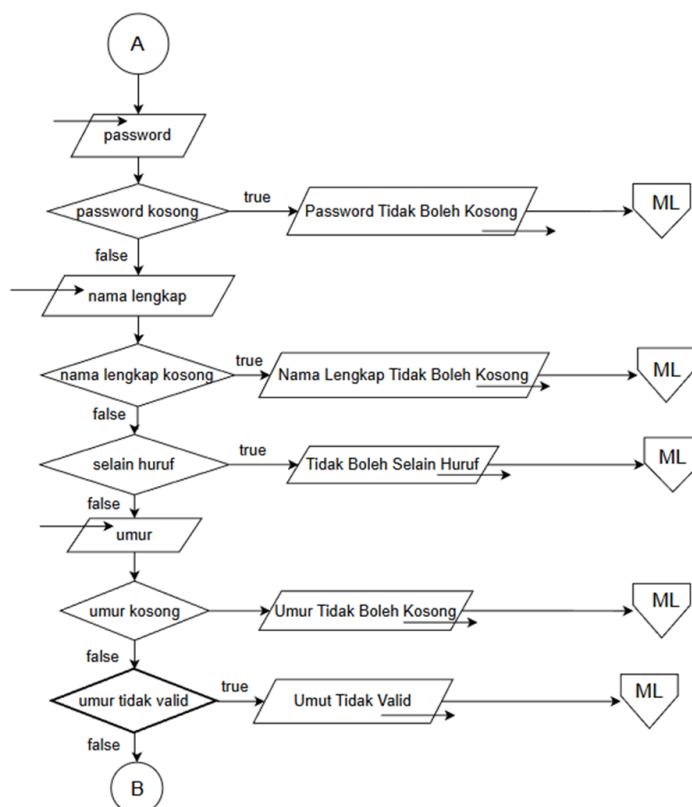 A
password
password kosong
true
Password Tidak Boleh Kosong
ML
false
nama lengkap
nama lengkap kosong
true
Nama Lengkap Tidak Boleh Kosong
ML
false
selain huruf
true
Tidak Boleh Selain Huruf
ML
false
umur
umur kosong
Umur Tidak Boleh Kosong
ML
false
umur tidak valid
true
Umut Tidak Valid
ML
false
B